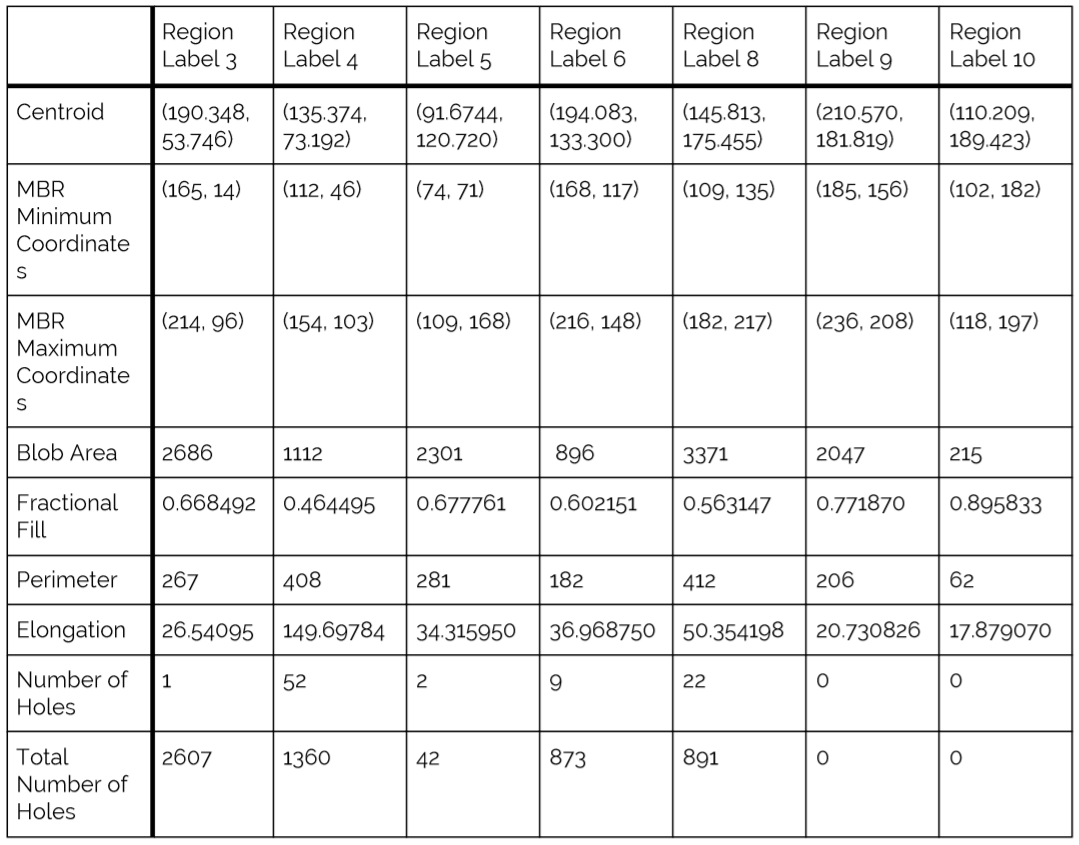 Region Label 3 Region Label 4 Region Label 5 Region Label 6 Region Label 8 Region Label 9 Region Label 10
Centroid (190.348, 53.746) (135.374, 73.192) (91.6744, 120.720) (194.083, 133.300) (145.813, 175.455) (210.570, 181.819) (110.209, 189.423)
MBR Minimum Coordinates (165, 14) (112, 46) (74, 71) (168, 117) (109, 135) (185, 156) (102, 182)
MBR Maximum Coordinates (214, 96) (154, 103) (109, 168) (216, 148) (182, 217) (236, 208) (118, 197)
Blob Area 2686 1112 2301 896 3371 2047 215
Fractional Fill 0.668492 0.464495 0.677761 0.602151 0.563147 0.771870 0.895833
Perimeter 267 408 281 182 412 206 62
Elongation 26.54095 149.69784 34.315950 36.968750 50.354198 20.730826 17.879070
Number of Holes 1 52 2 9 22 0 0
Total Number of Holes 2607 1360 42 873 891 0 0